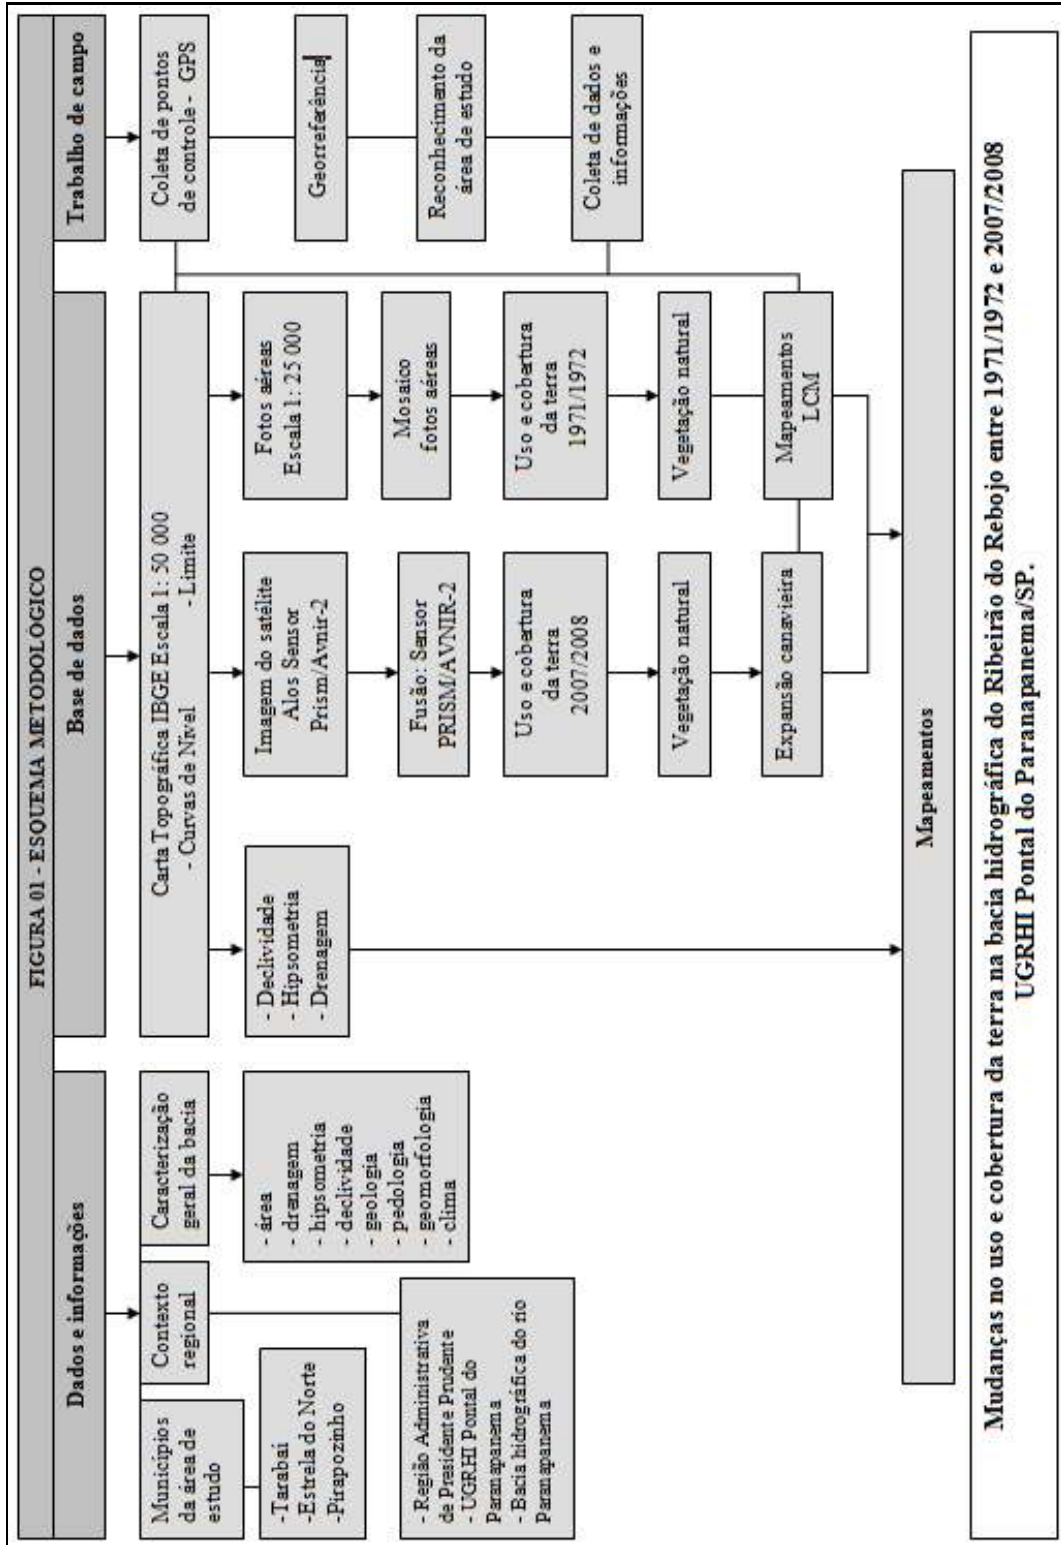 FIGURA 01 - ESQUEMA METODOLÓGICO
Dados e informações
Municípios
da área de
estudo
-Tarabai
-Estrela do Norte
-Pirapozinho
Contexto
regional
- Região Administrativa
de Presidente Prudente
- UGRHI Pontal do
Paranapanema
- Bacia hidrográfica do rio
Paranapanema
Caracterização
geral da bacia
- área
- drenagem
- hipsometria
- declividade
- geologia
- pedologia
- geomorfologia
- clima
Base de dados
Carta Topográfica IBGE Escala 1: 50 000
- Curvas de Nível - Limite
- Declividade
- Hipsometria
- Drenagem
Imagem do satélite
Alos Sensor
Prism/Avnir-2
Fusão: Sensor
PRISM/AVNIR-2
Uso e cobertura
da terra
2007/2008
Vegetação natural
Expansão canavieira
Fotos aéreas
Escala 1: 25 000
Mosaico
fotos aéreas
Uso e cobertura
da terra
1971/1972
Vegetação natural
Mapeamentos
LCM
Trabalho de campo
Coleta de pontos
de controle - GPS
Georreferência
Reconhecimento da
área de estudo
Coleta de dados e
informações
Mapeamentos
Mudanças no uso e cobertura da terra na bacia hidrográfica do Ribeirão do Rebojo entre 1971/1972 e 2007/2008
UGRHI Pontal do Paranapanema/SP.